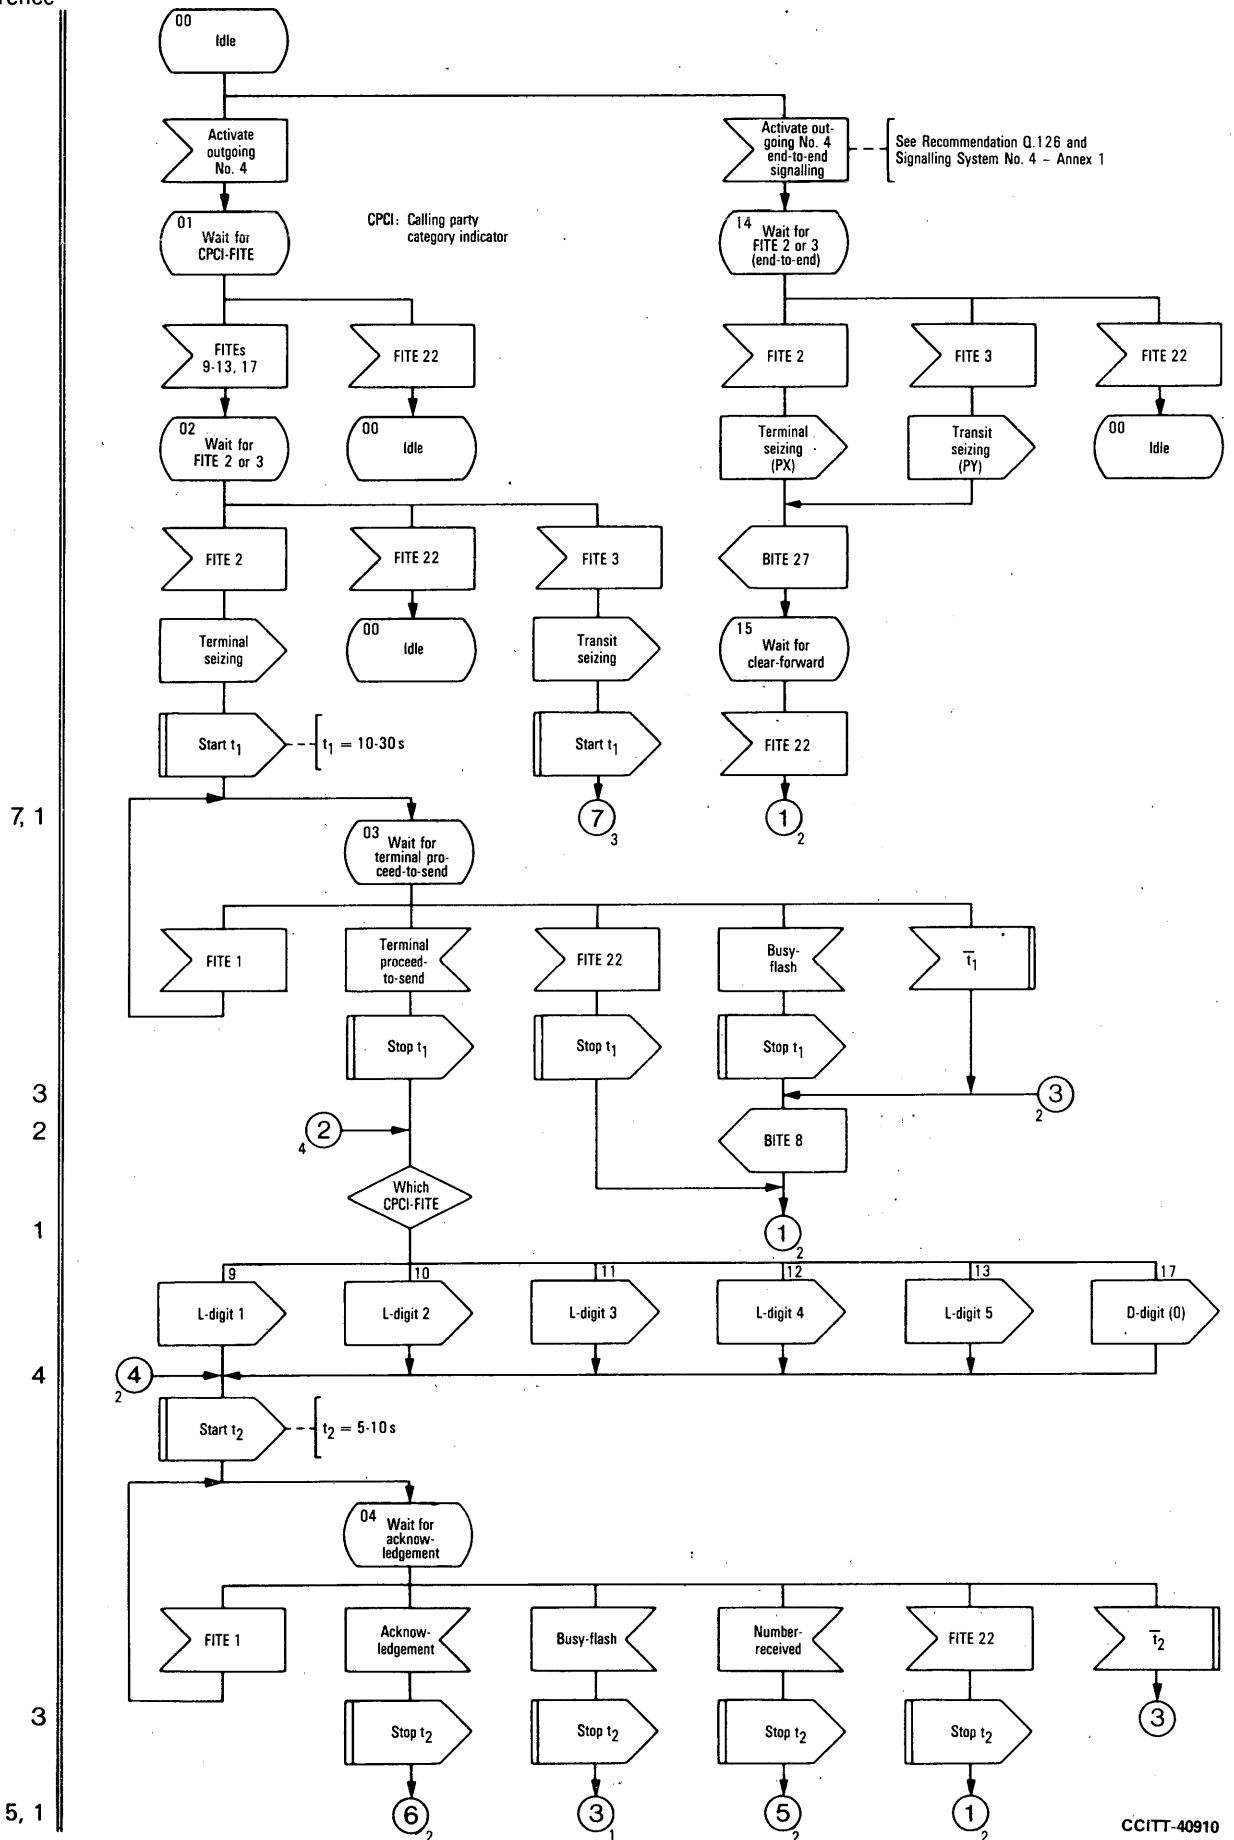 00
Idle
Activate
outgoing
No. 4
Activate out-
going No. 4
end-to-end
signalling
See Recommendation Q.126 and
Signalling System No. 4 – Annex 1
01
Wait for
CPCI-FITE
CPCI: Calling party
category indicator
14
Wait for
FITE 2 or 3
(end-to-end)
FITEs
9-13, 17
FITE 22
FITE 2
FITE 3
FITE 22
02
Wait for
FITE 2 or 3
00
Idle
Terminal
seizing
(PX)
Transit
seizing
(PY)
00
Idle
FITE 2
FITE 22
FITE 3
BITE 27
Terminal
seizing
00
Idle
Transit
seizing
15
Wait for
clear-forward
Start t1
t1 = 10-30 s
Start t1
FITE 22
7, 1
7
3
1
2
03
Wait for
terminal pro-
ceed-to-send
FITE 1
Terminal
proceed-
to-send
FITE 22
Busy-
flash
t̅1
Stop t1
Stop t1
Stop t1
3
3
2
2
2
4
BITE 8
Which
CPCI-FITE
1
1
2
9
10
11
12
13
17
L-digit 1
L-digit 2
L-digit 3
L-digit 4
L-digit 5
D-digit (0)
4
4
2
Start t2
t2 = 5-10 s
04
Wait for
acknow-
ledgement
FITE 1
Acknow-
ledgement
Busy-flash
Number-
received
FITE 22
t̅2
3
Stop t2
Stop t2
Stop t2
Stop t2
3
5, 1
6
2
3
1
5
2
1
2
CCITT-40910